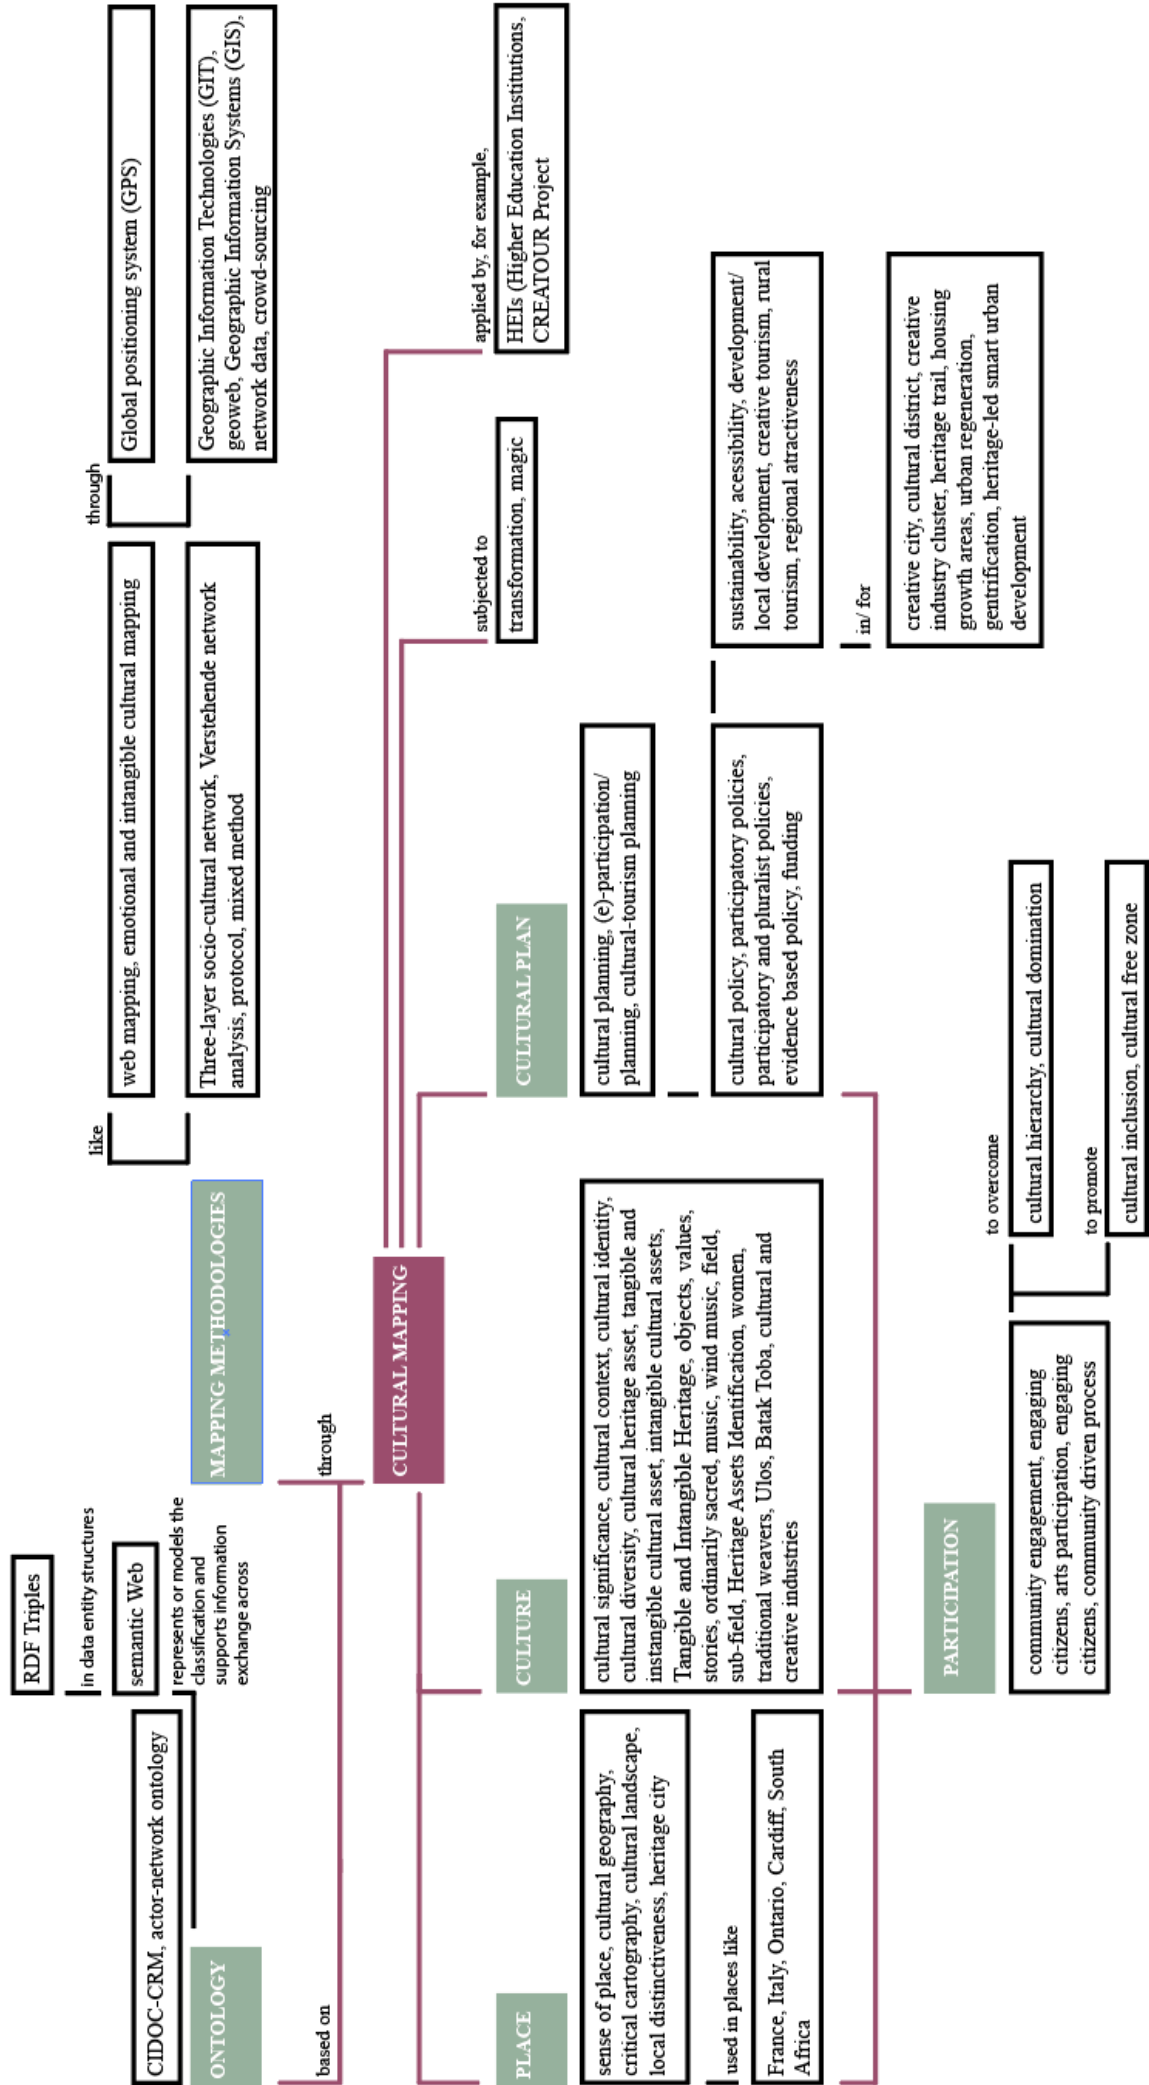 RDF Triples
in data entity structures
semantic Web
represents or models the
classification and
supports information
exchange across
CIDOC-CRM, actor-network ontology
ONTOLOGY
based on
through
MAPPING METHODOLOGIES
like
web mapping, emotional and intangible cultural mapping
Three-layer socio-cultural network, Verstehende network
analysis, protocol, mixed method
through
Global positioning system (GPS)
Geographic Information Technologies (GIT),
geoweb, Geographic Information Systems (GIS),
network data, crowd-sourcing
CULTURAL MAPPING
subjected to
transformation, magic
applied by, for example,
HEIs (Higher Education Institutions,
CREATOUR Project
PLACE
sense of place, cultural geography,
critical cartography, cultural landscape,
local distinctiveness, heritage city
used in places like
France, Italy, Ontario, Cardiff, South
Africa
CULTURE
cultural significance, cultural context, cultural identity,
cultural diversity, cultural heritage asset, tangible and
instangible cultural asset, intangible cultural assets,
Tangible and Intangible Heritage, objects, values,
stories, ordinarily sacred, music, wind music, field,
sub-field, Heritage Assets Identification, women,
traditional weavers, Ulos, Batak Toba, cultural and
creative industries
CULTURAL PLAN
cultural planning, (e)-participation/
planning, cultural-tourism planning
cultural policy, participatory policies,
participatory and pluralist policies,
evidence based policy, funding
sustainability, acessibility, development/
local development, creative tourism, rural
tourism, regional atractiveness
in/ for
creative city, cultural district, creative
industry cluster, heritage trail, housing
growth areas, urban regeneration,
gentrification, heritage-led smart urban
development
PARTICIPATION
community engagement, engaging
citizens, arts participation, engaging
citizens, community driven process
to overcome
cultural hierarchy, cultural domination
to promote
cultural inclusion, cultural free zone